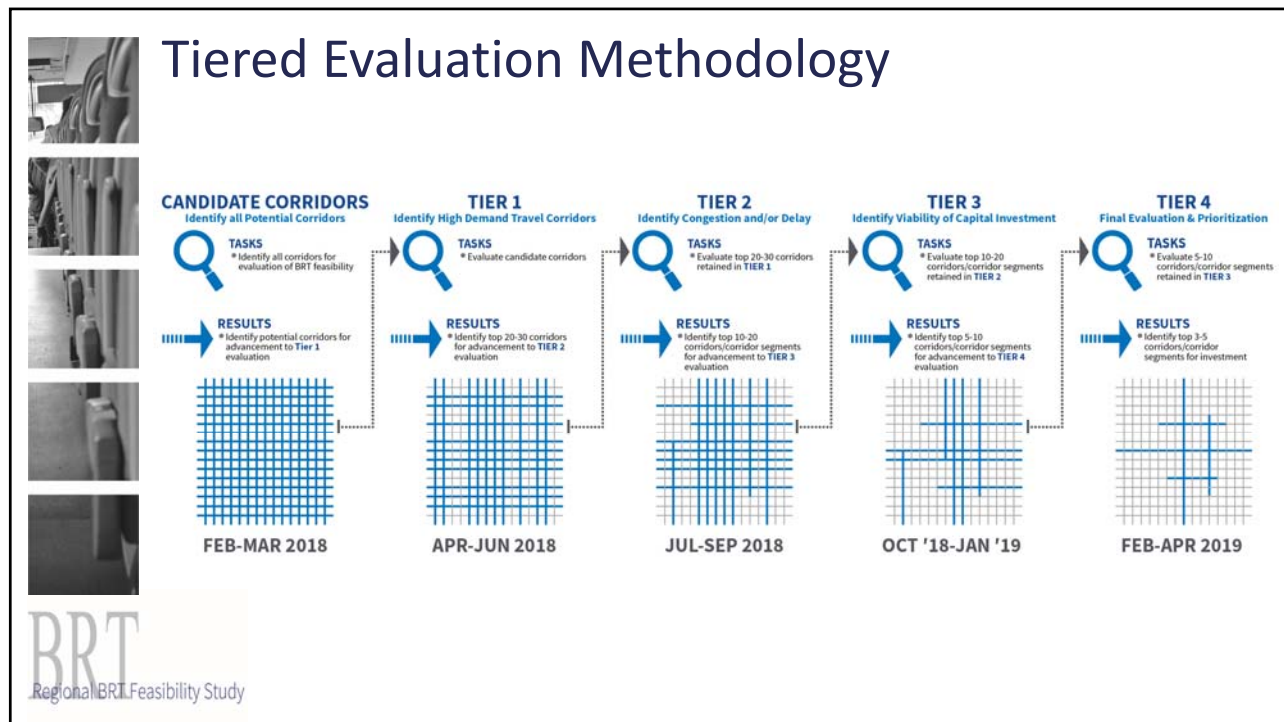 Tiered Evaluation Methodology
CANDIDATE CORRIDORS
Identify all Potential Corridors
TASKS
* Identify all corridors for
evaluation of BRT feasibility
RESULTS
* Identify potential corridors for
advancement to Tier 1
evaluation
FEB-MAR 2018
TIER 1
Identify High Demand Travel Corridors
TASKS
* Evaluate candidate corridors
RESULTS
* Identify top 20-30 corridors
for advancement to TIER 2
evaluation
APR-JUN 2018
TIER 2
Identify Congestion and/or Delay
TASKS
* Evaluate top 20-30 corridors
retained in TIER 1
RESULTS
* Identify top 10-20
corridors/corridor segments
for advancement to TIER 3
evaluation
JUL-SEP 2018
TIER 3
Identify Viability of Capital Investment
TASKS
* Evaluate top 10-20
corridors/corridor segments
retained in TIER 2
RESULTS
* Identify top 5-10
corridors/corridor segments
for advancement to TIER 4
evaluation
OCT '18-JAN '19
TIER 4
Final Evaluation & Prioritization
TASKS
* Evaluate 5-10
corridors/corridor segments
retained in TIER 3
RESULTS
* Identify top 3-5
corridors/corridor
segments for investment
FEB-APR 2019
BRT
Regional BRT Feasibility Study